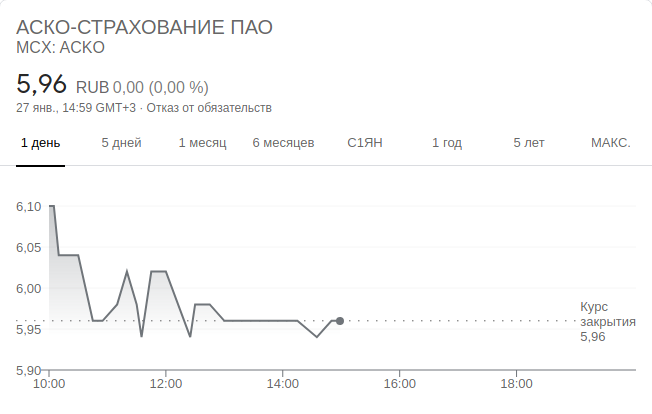 АСКО-СТРАХОВАНИЕ ПАО
MCX: ACKO
5,96 RUB 0,00 (0,00 %)
27 янв., 14:59 GMT+3 · Отказ от обязательств
1 день 5 дней 1 месяц 6 месяцев С1ЯН 1 год 5 лет МАКС.
6,10
6,05
6,00
5,95
5,90
Курс
закрытия
5,96
10:00 12:00 14:00 16:00 18:00